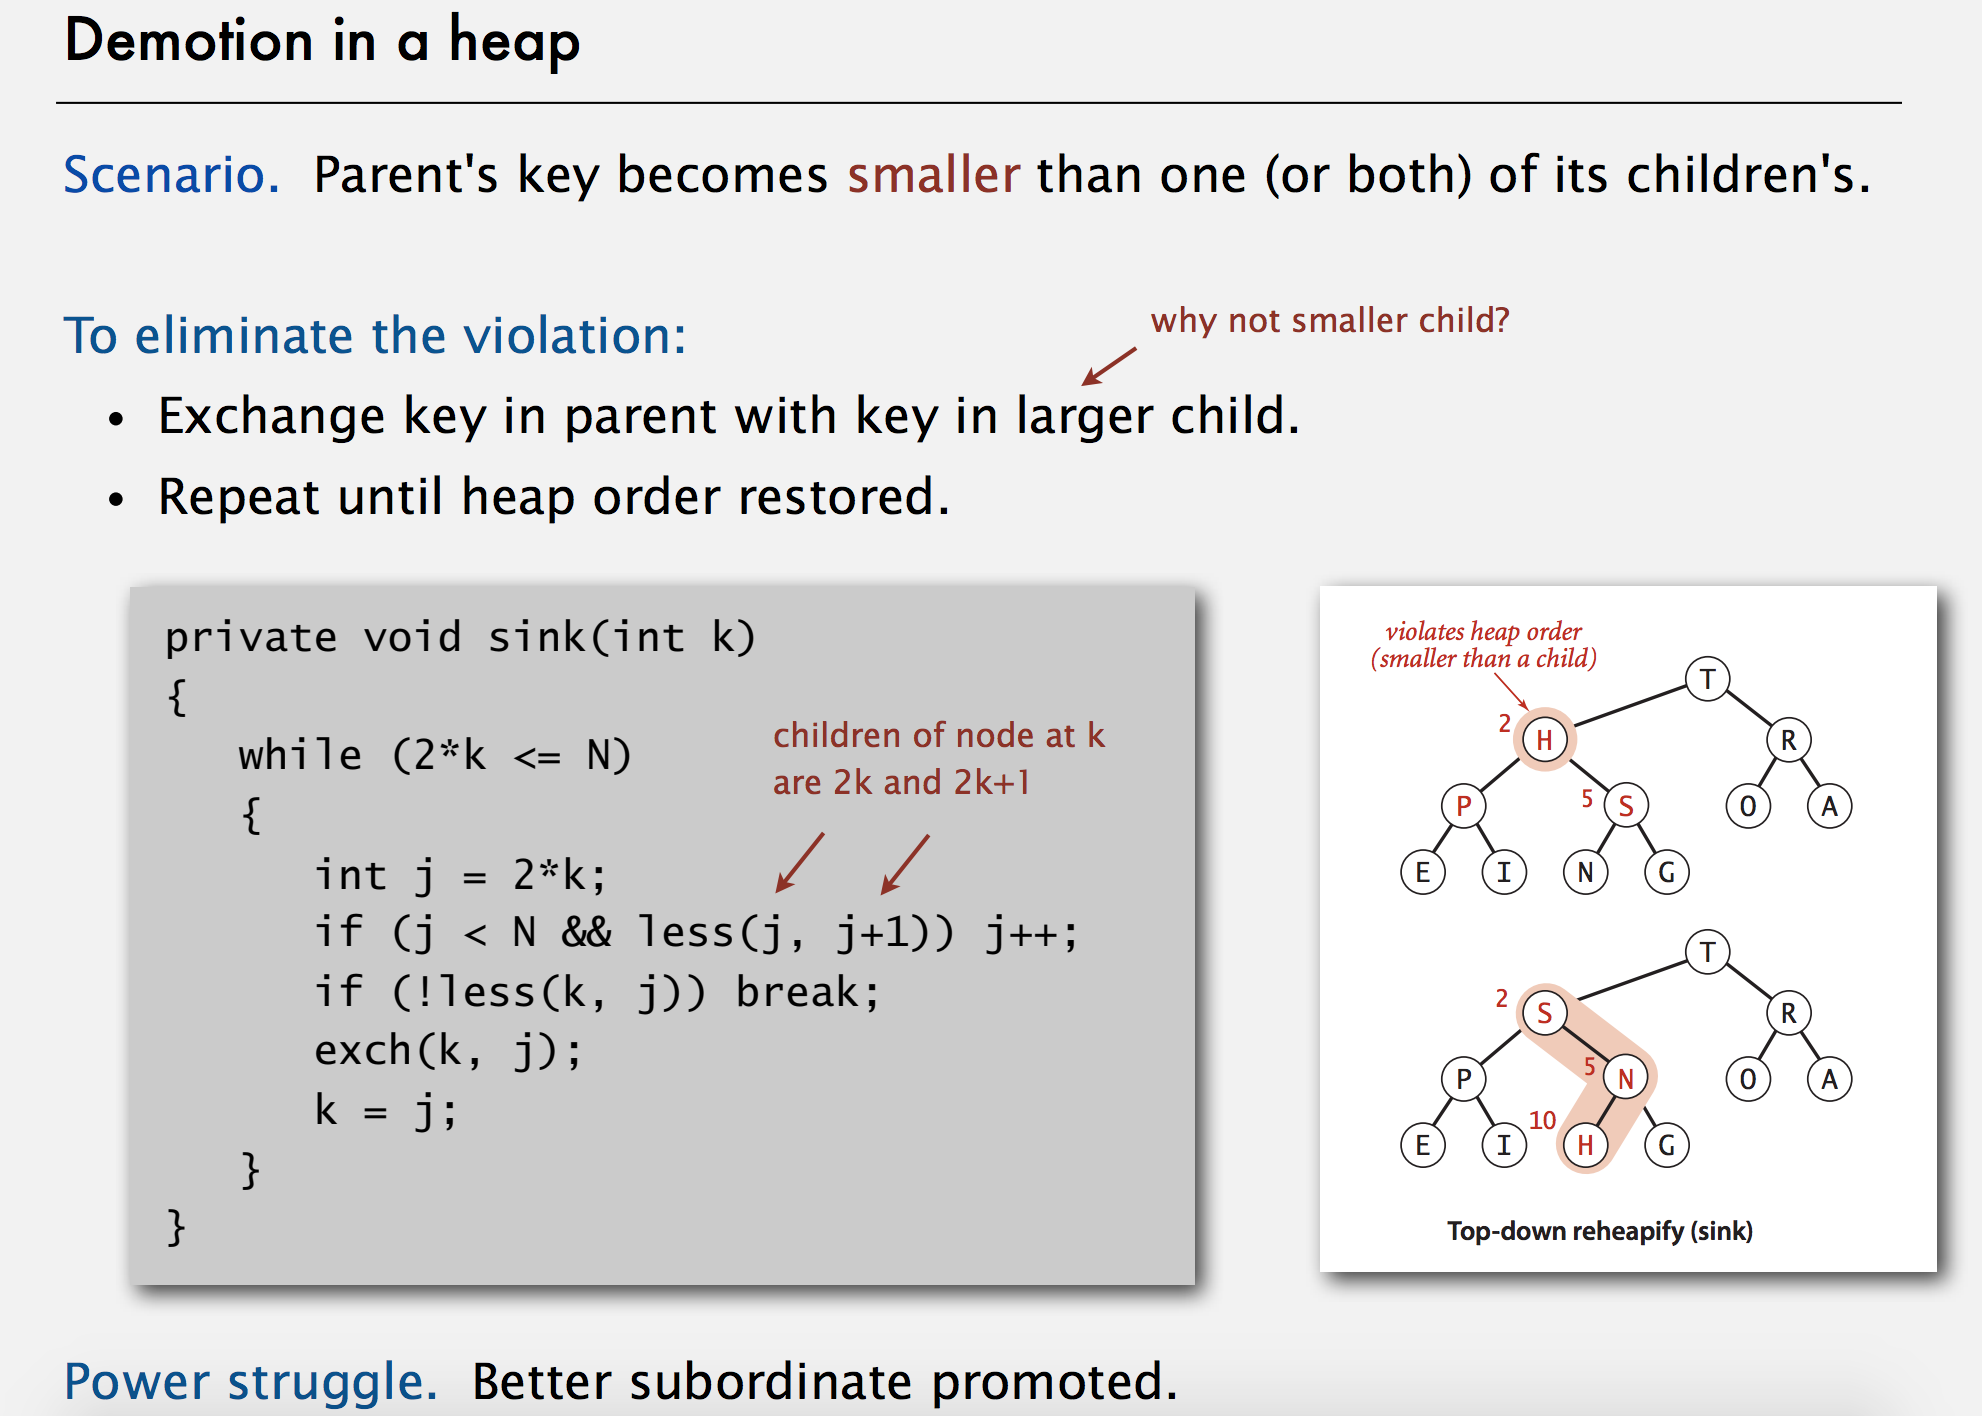 Demotion in a heap
Scenario. Parent's key becomes smaller than one (or both) of its children's.
To eliminate the violation:
why not smaller child?
• Exchange key in parent with key in larger child.
• Repeat until heap order restored.
private void sink(int k)
{
while (2*k <= N)
{
int j = 2*k;
if (j < N && less(j, j+1)) j++;
if (!less(k, j)) break;
exch(k, j);
k = j;
}
}
children of node at k
are 2k and 2k+1
violates heap order
(smaller than a child)
T
2 H R
P 5 S O A
E I N G
T
2 S R
P 5 N O A
E I 10 H G
Top-down reheapify (sink)
Power struggle. Better subordinate promoted.